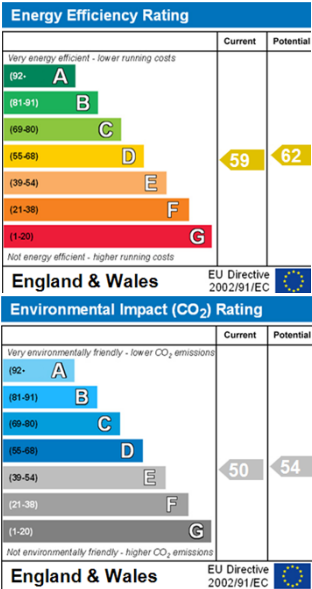 Energy Efficiency Rating
Current Potential
Very energy efficient - lower running costs
(92- A
(81-91) B
(69-80) C
(55-68) D
59 62
(39-54) E
(21-38) F
(1-20) G
Not energy efficient - higher running costs
England & Wales
EU Directive
2002/91/EC
Environmental Impact (CO₂) Rating
Current Potential
Very environmentally friendly - lower CO₂ emissions
(92- A
(81-91) B
(69-80) C
(55-68) D
(39-54) E
50 54
(21-38) F
(1-20) G
Not environmentally friendly - higher CO₂ emissions
England & Wales
EU Directive
2002/91/EC